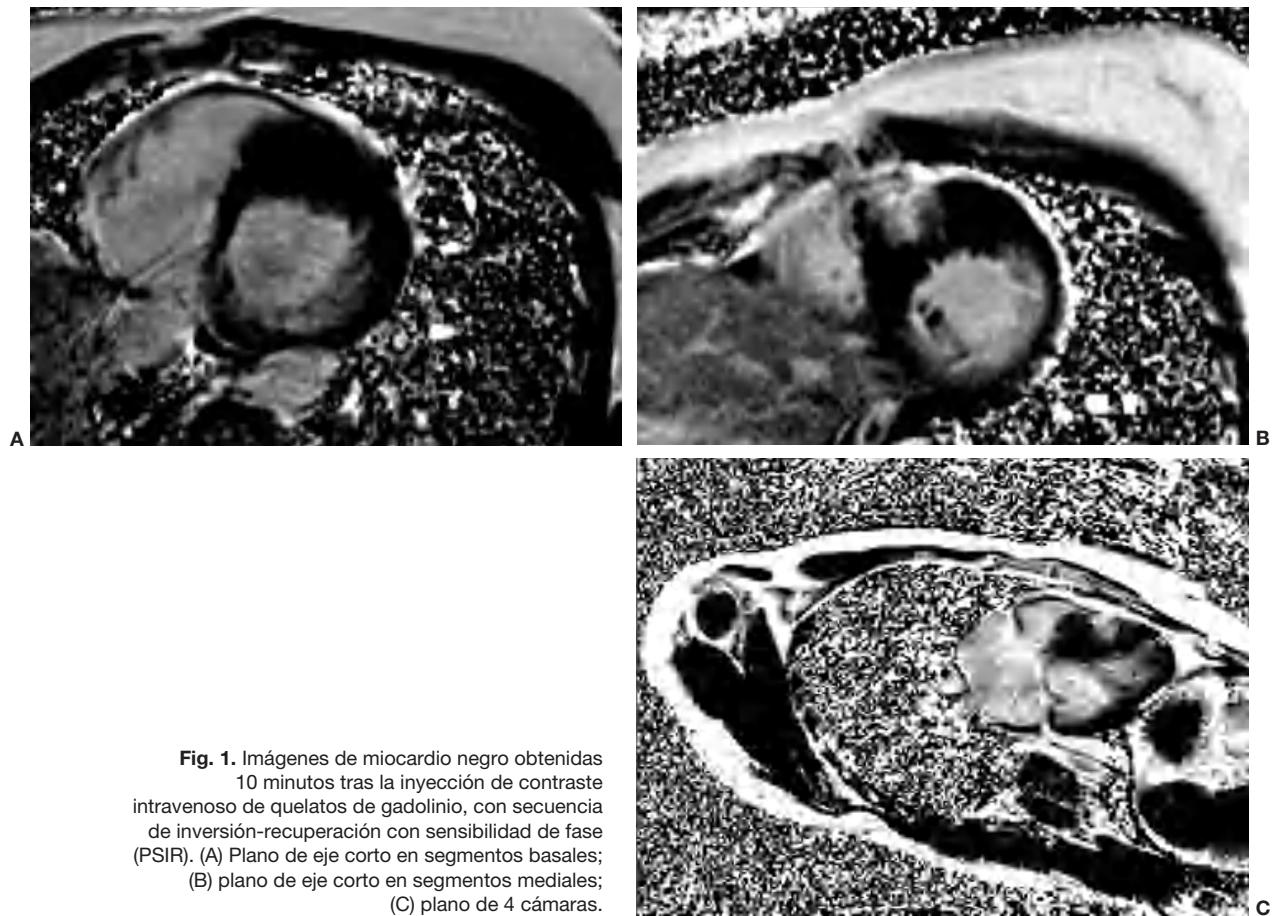 A
B
Fig. 1. Imágenes de miocardio negro obtenidas
10 minutos tras la inyección de contraste
intravenoso de quelatos de gadolinio, con secuencia
de inversión-recuperación con sensibilidad de fase
(PSIR). (A) Plano de eje corto en segmentos basales;
(B) plano de eje corto en segmentos mediales;
(C) plano de 4 cámaras.
C